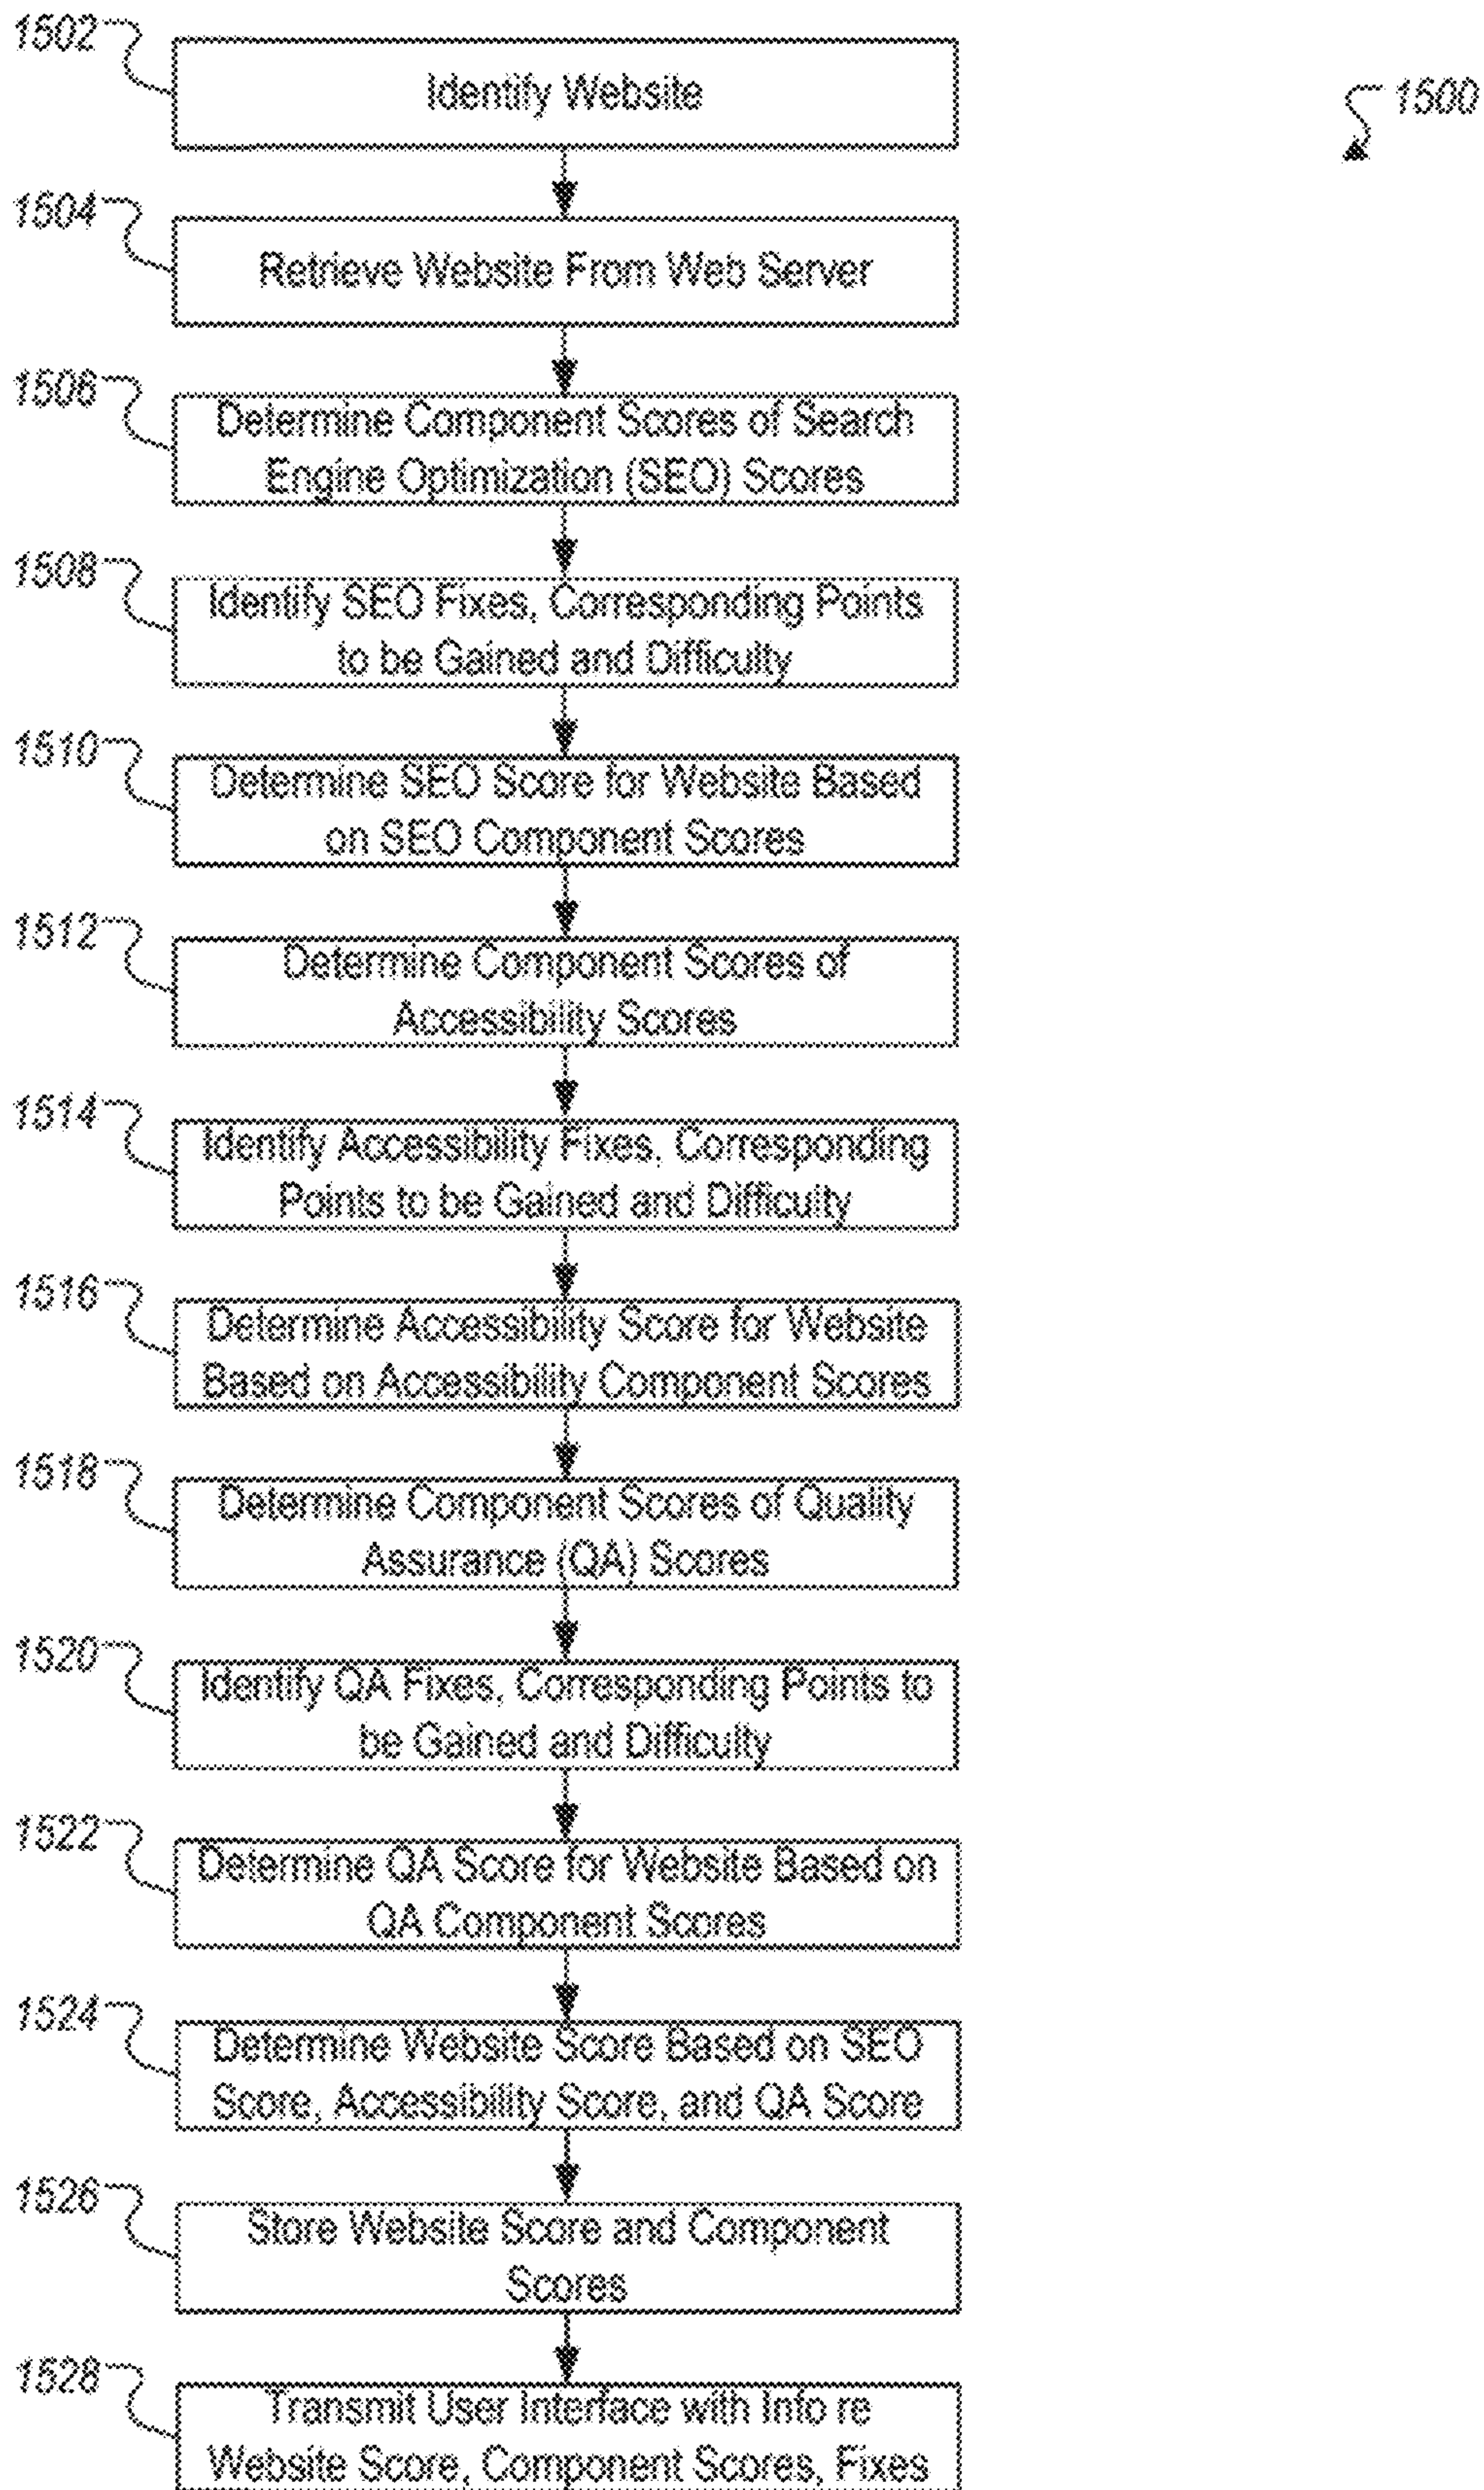 1502
Identify Website
1500
1504
Retrieve Website From Web Server
1506
Determine Component Scores of Search
Engine Optimization (SEO) Scores
1508
Identify SEO Fixes, Corresponding Points
to be Gained and Difficulty
1510
Determine SEO Score for Website Based
on SEO Component Scores
1512
Determine Component Scores of
Accessibility Scores
1514
Identify Accessibility Fixes, Corresponding
Points to be Gained and Difficulty
1516
Determine Accessibility Score for Website
Based on Accessibility Component Scores
1518
Determine Component Scores of Quality
Assurance (QA) Scores
1520
Identify QA Fixes, Corresponding Points to
be Gained and Difficulty
1522
Determine QA Score for Website Based on
QA Component Scores
1524
Determine Website Score Based on SEO
Score, Accessibility Score, and QA Score
1526
Store Website Score and Component
Scores
1528
Transmit User Interface with Info re
Website Score, Component Scores, Fixes